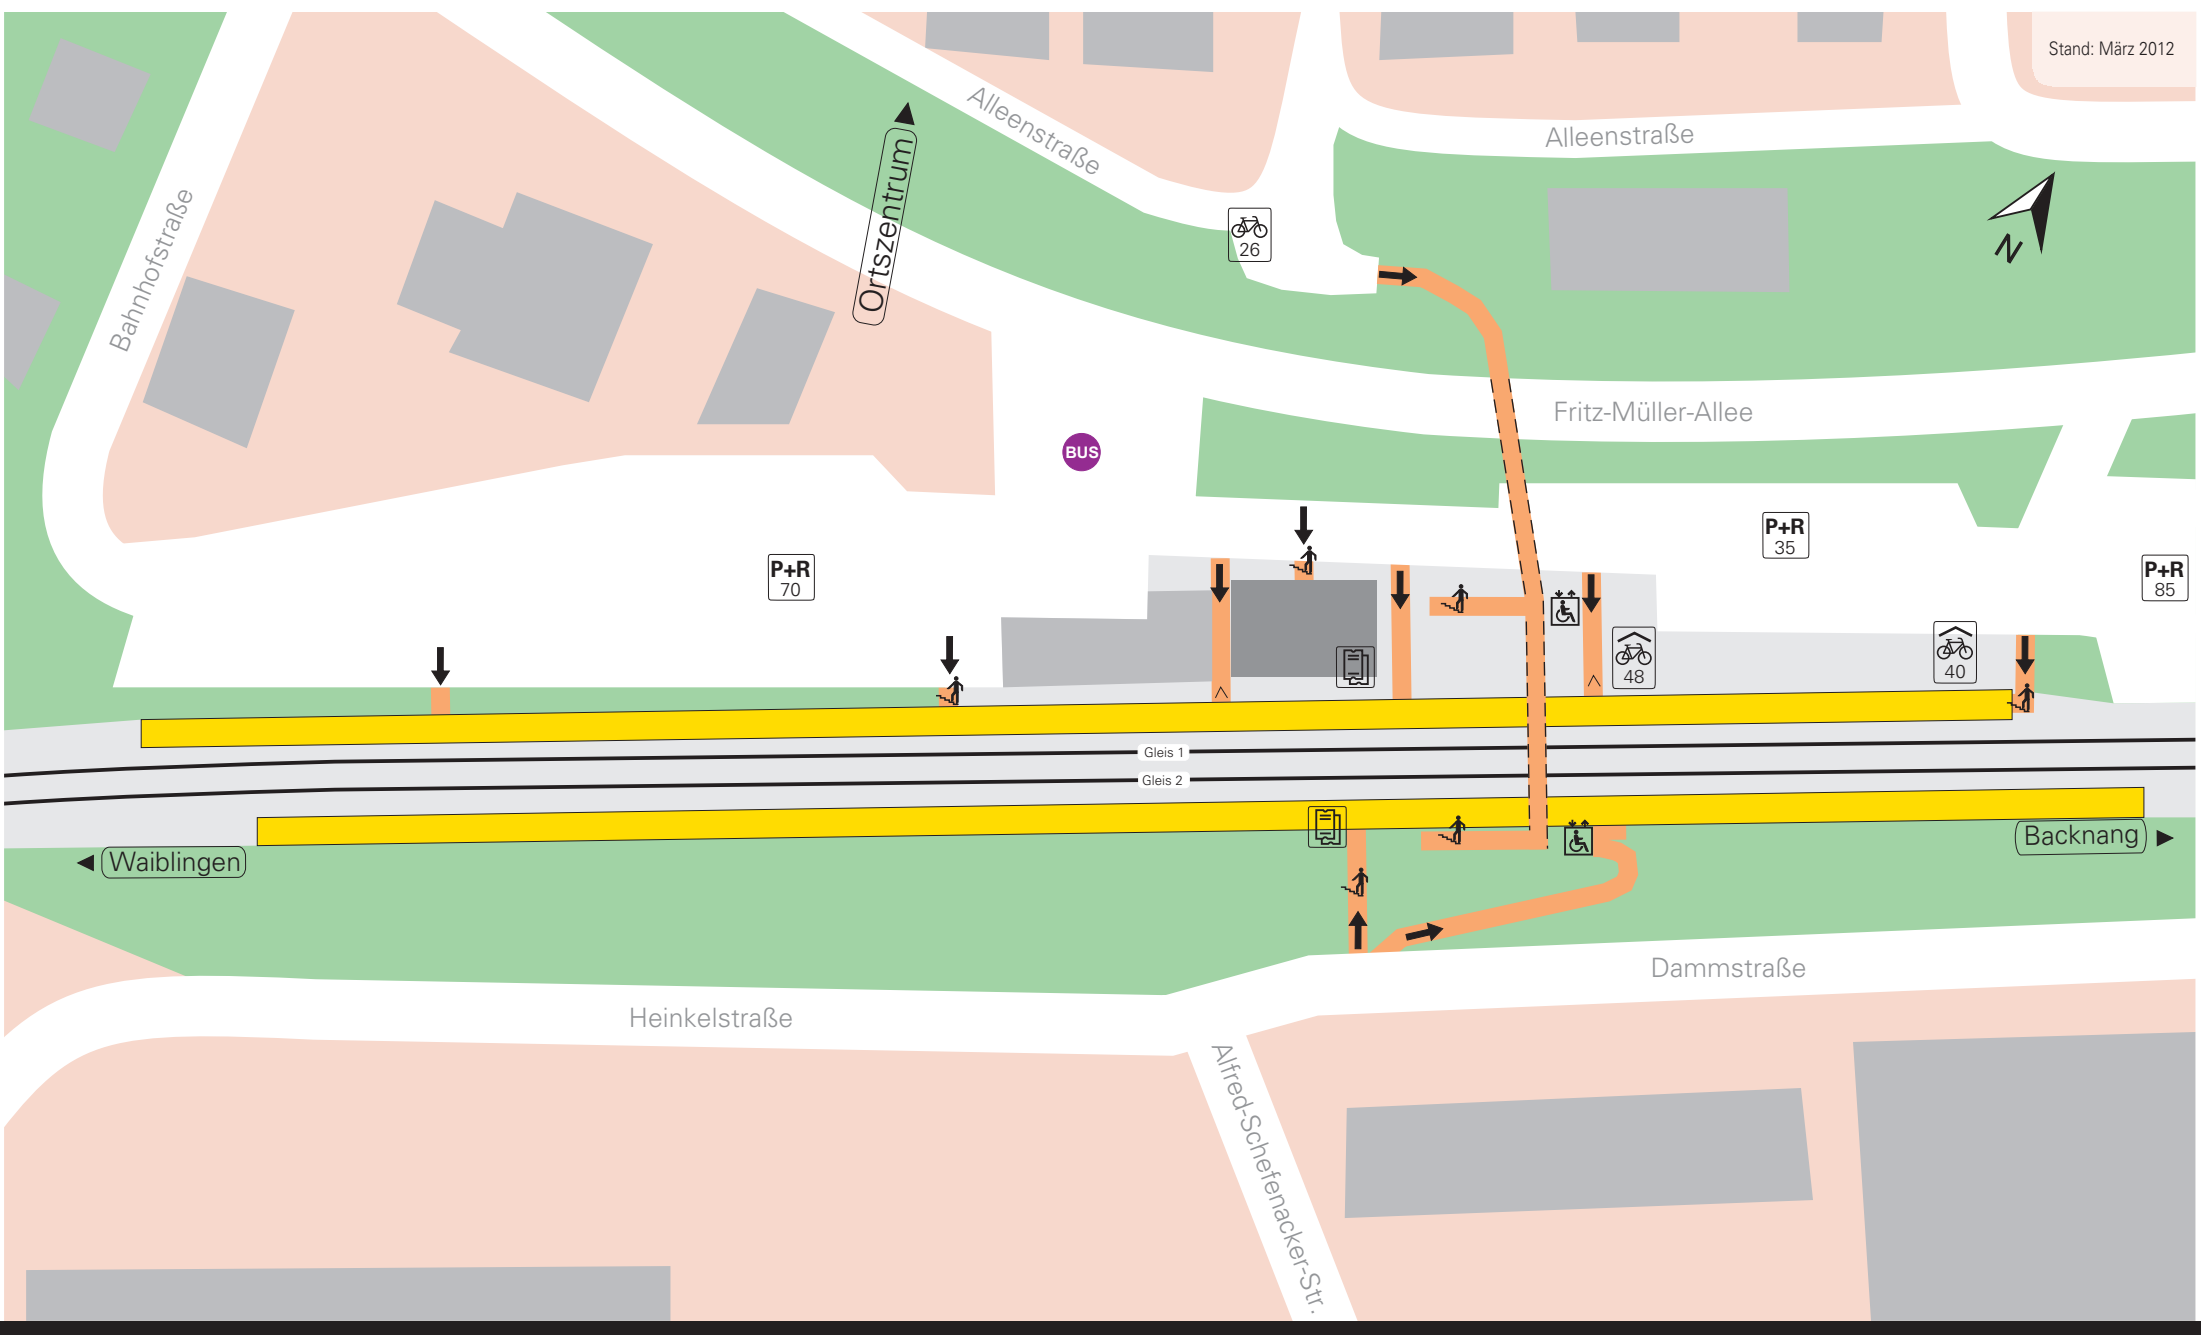 Stand: März 2012
Alleenstraße
Alleenstraße
Ortszentrum
Bahnhofstraße
26
N
Fritz-Müller-Allee
BUS
P+R
35
P+R
70
P+R
85
48
40
Gleis 1
Gleis 2
Waiblingen
Backnang
Dammstraße
Heinkelstraße
Alfred-Schefenacker-Str.